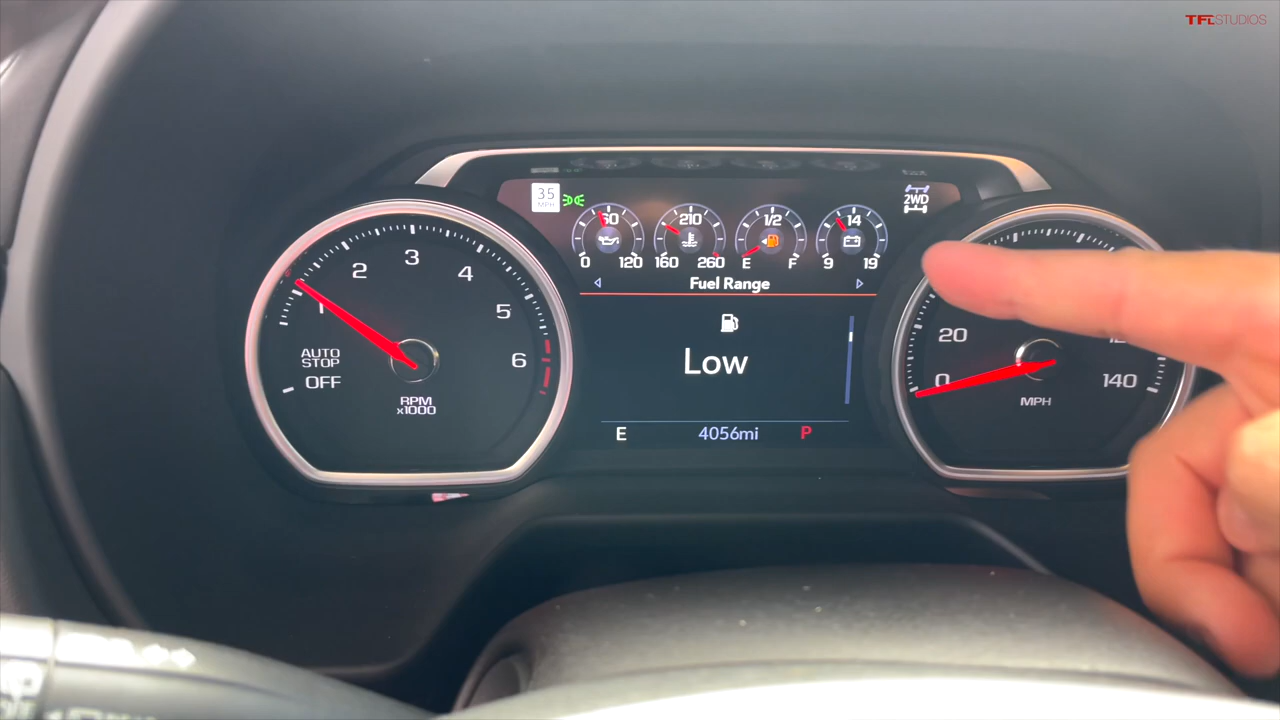 TFLSTUDIOS
35
MPH
60
0 120
210
160 260
1/2
E F
14
9 19
2WD
Fuel Range
Low
E 4056mi P
1 2 3 4 5 6
AUTO
STOP
OFF
RPM
x1000
0 20 140
MPH